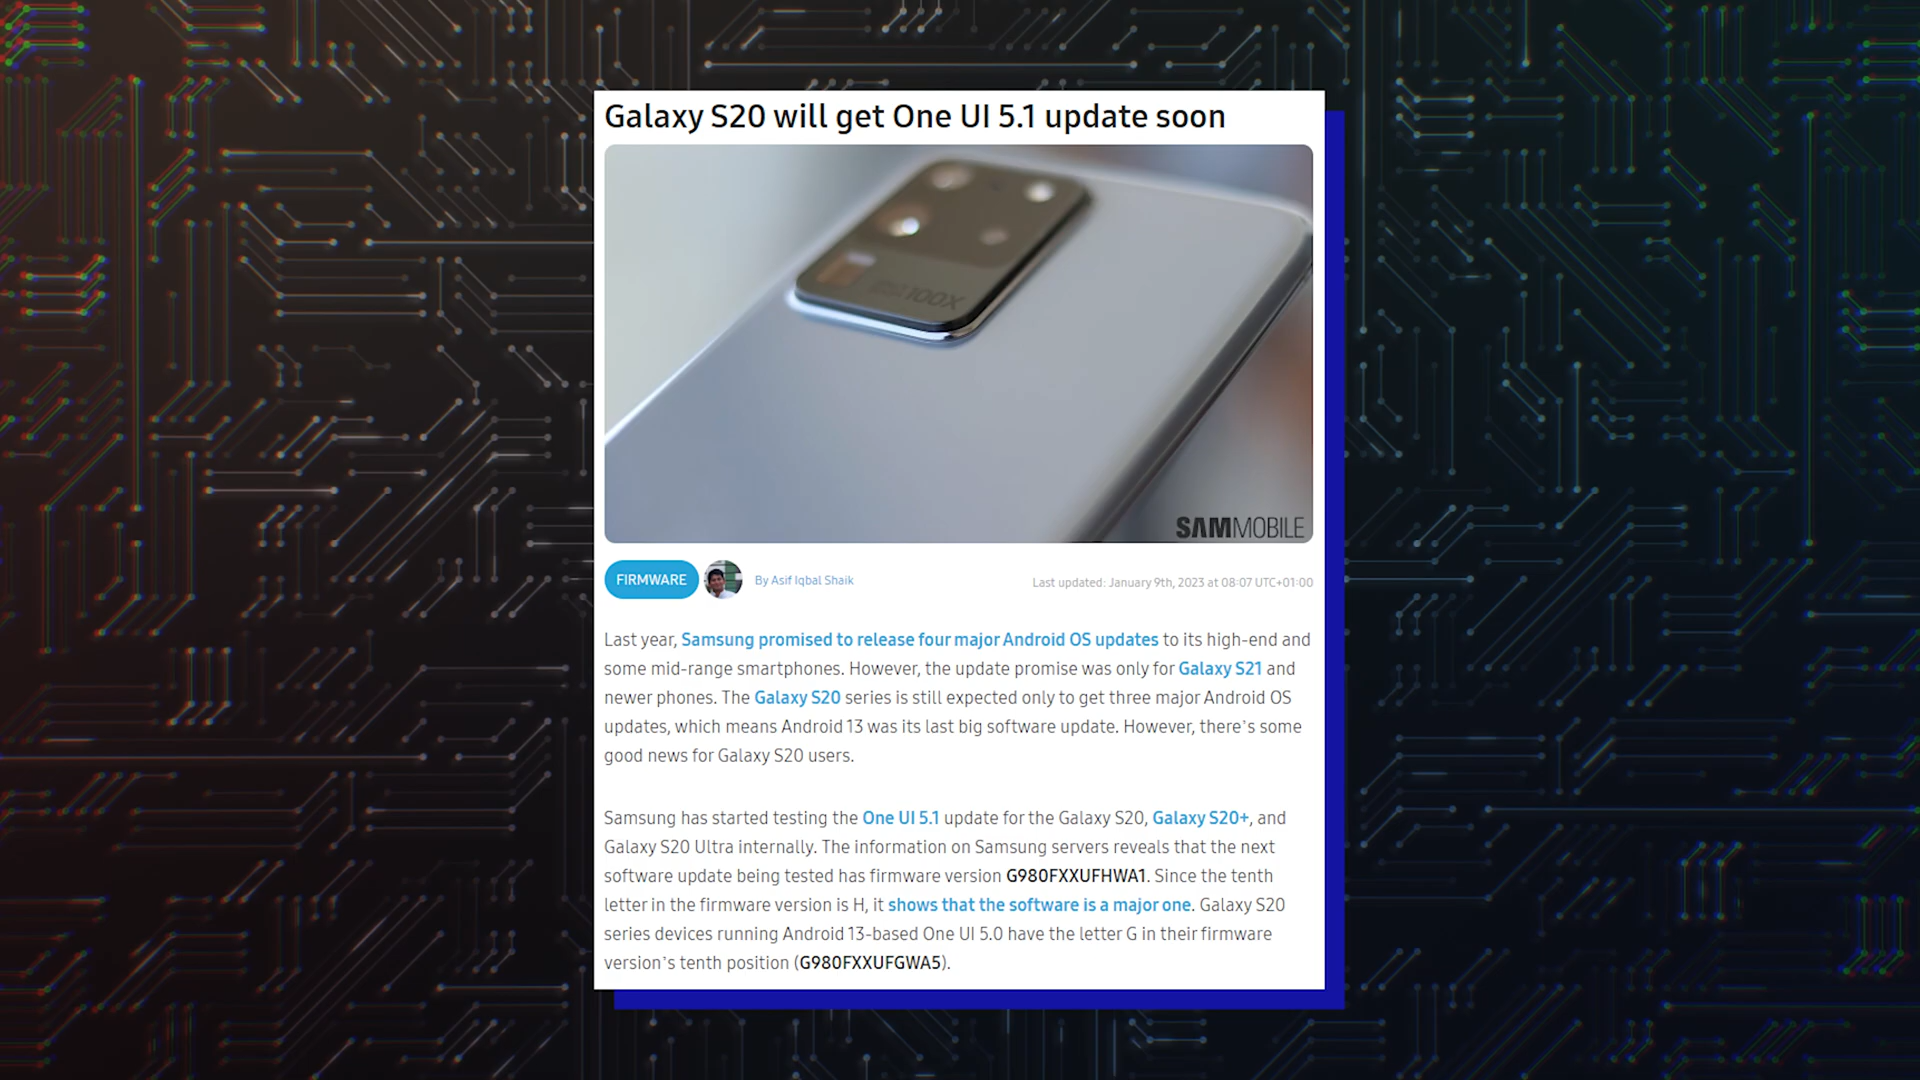 Galaxy S20 will get One UI 5.1 update soon
100X
SAMMOBILE
FIRMWARE
By Asif Iqbal Shaik
Last updated: January 9th, 2023 at 08:07 UTC+01:00
Last year, Samsung promised to release four major Android OS updates to its high-end and
some mid-range smartphones. However, the update promise was only for Galaxy S21 and
newer phones. The Galaxy S20 series is still expected only to get three major Android OS
updates, which means Android 13 was its last big software update. However, there's some
good news for Galaxy S20 users.
Samsung has started testing the One UI 5.1 update for the Galaxy S20, Galaxy S20+, and
Galaxy S20 Ultra internally. The information on Samsung servers reveals that the next
software update being tested has firmware version G980FXXUFHWA1. Since the tenth
letter in the firmware version is H, it shows that the software is a major one. Galaxy S20
series devices running Android 13-based One UI 5.0 have the letter G in their firmware
version's tenth position (G980FXXUFGWA5).